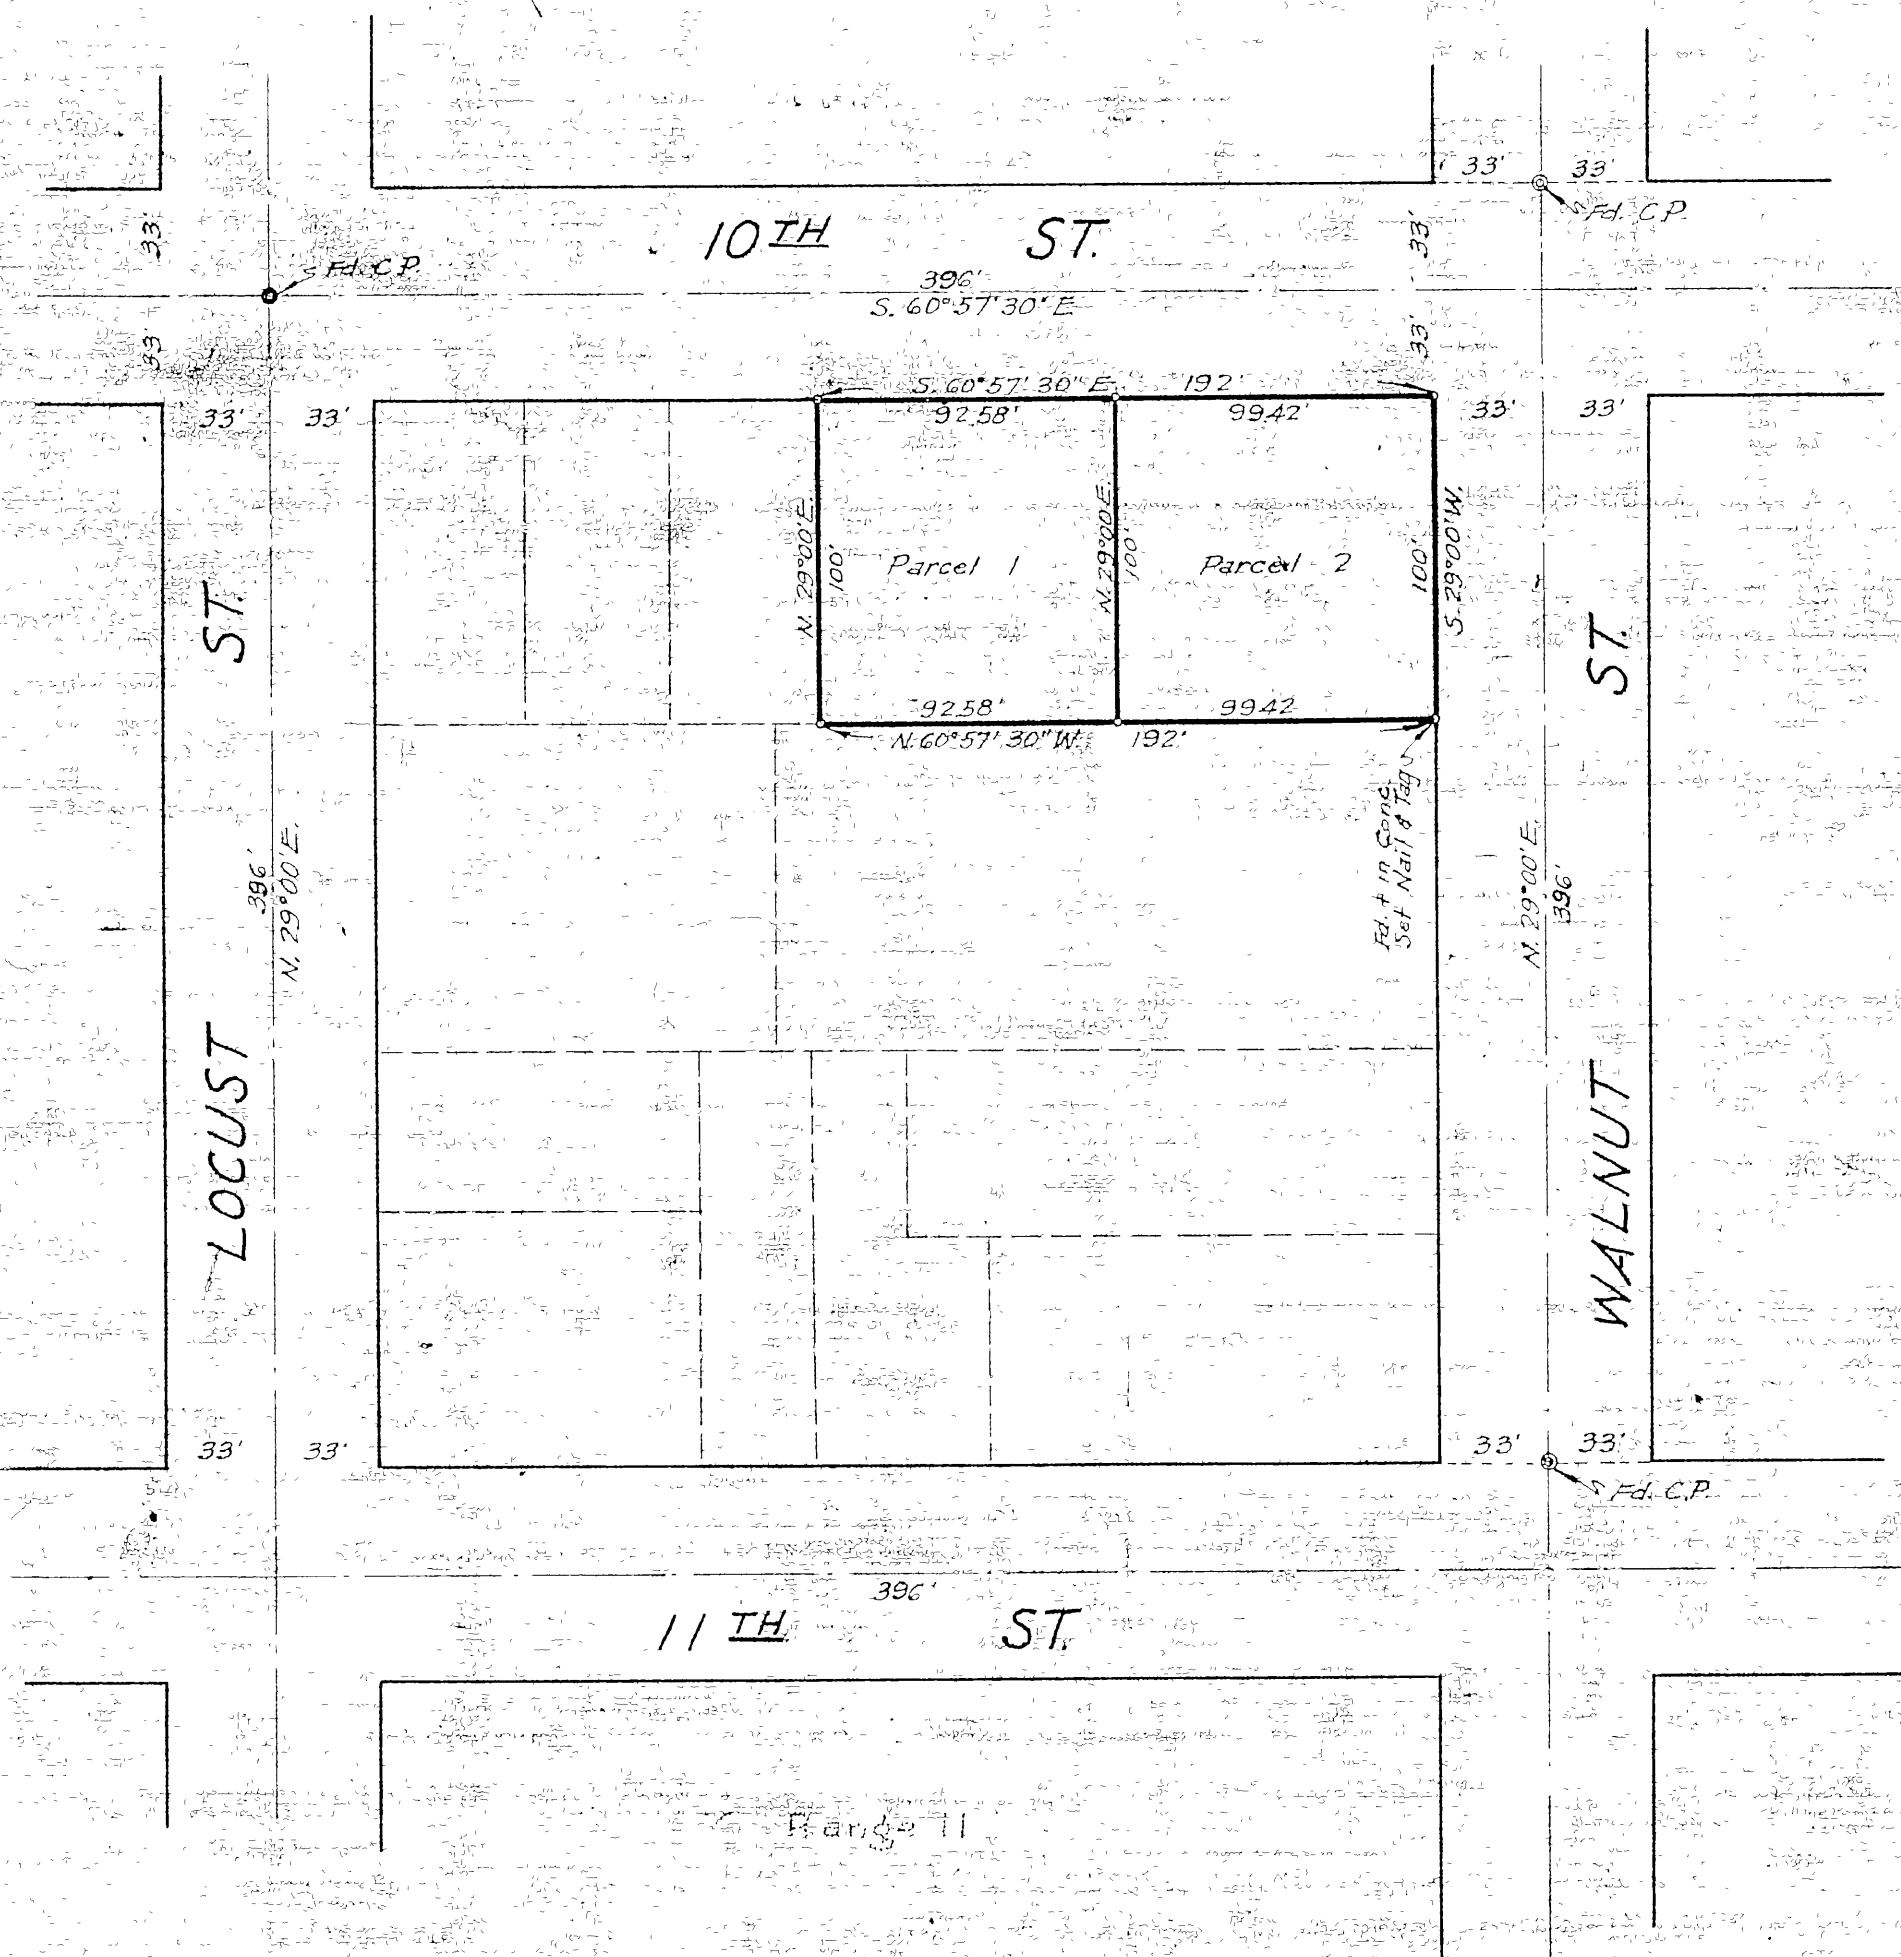 33' 33'
Fd. C.P.
10TH ST.
33'
33'
Fd. C.P.
396'
S. 60°57'30" E.
33'
33'
S. 60°57'30" E. 192'
33' 33'
92.58' 99.42'
33' 33'
N. 29°00' E.
100'
Parcel 1
N. 29°00' E.
100'
Parcel 2
100'
S. 29°00' W.
92.58' 99.42
N. 60°57'30" W. 192'
Fd. + in Conc.
Set Nail & Tag
LOCUST ST.
396'
N. 29°00' E.
N. 29°00' E.
396'
WALNUT ST.
33' 33'
33' 33'
Fd. C.P.
396'
11TH ST.
Range 11